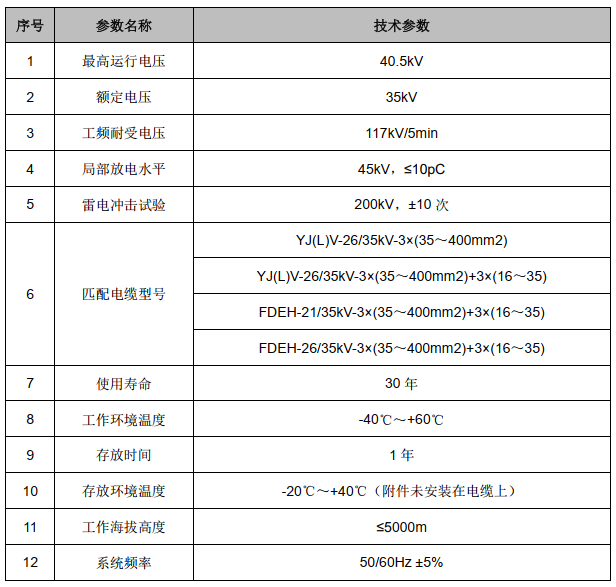 序号 参数名称 技术参数
1 最高运行电压 40.5kV
2 额定电压 35kV
3 工频耐受电压 117kV/5min
4 局部放电水平 45kV，≤10pC
5 雷电冲击试验 200kV，±10 次
6 匹配电缆型号 YJ(L)V-26/35kV-3×(35～400mm2)
YJ(L)V-26/35kV-3×(35～400mm2)+3×(16～35)
FDEH-21/35kV-3×(35～400mm2)+3×(16～35)
FDEH-26/35kV-3×(35～400mm2)+3×(16～35)
7 使用寿命 30 年
8 工作环境温度 -40℃～+60℃
9 存放时间 1 年
10 存放环境温度 -20℃～+40℃（附件未安装在电缆上）
11 工作海拔高度 ≤5000m
12 系统频率 50/60Hz ±5%